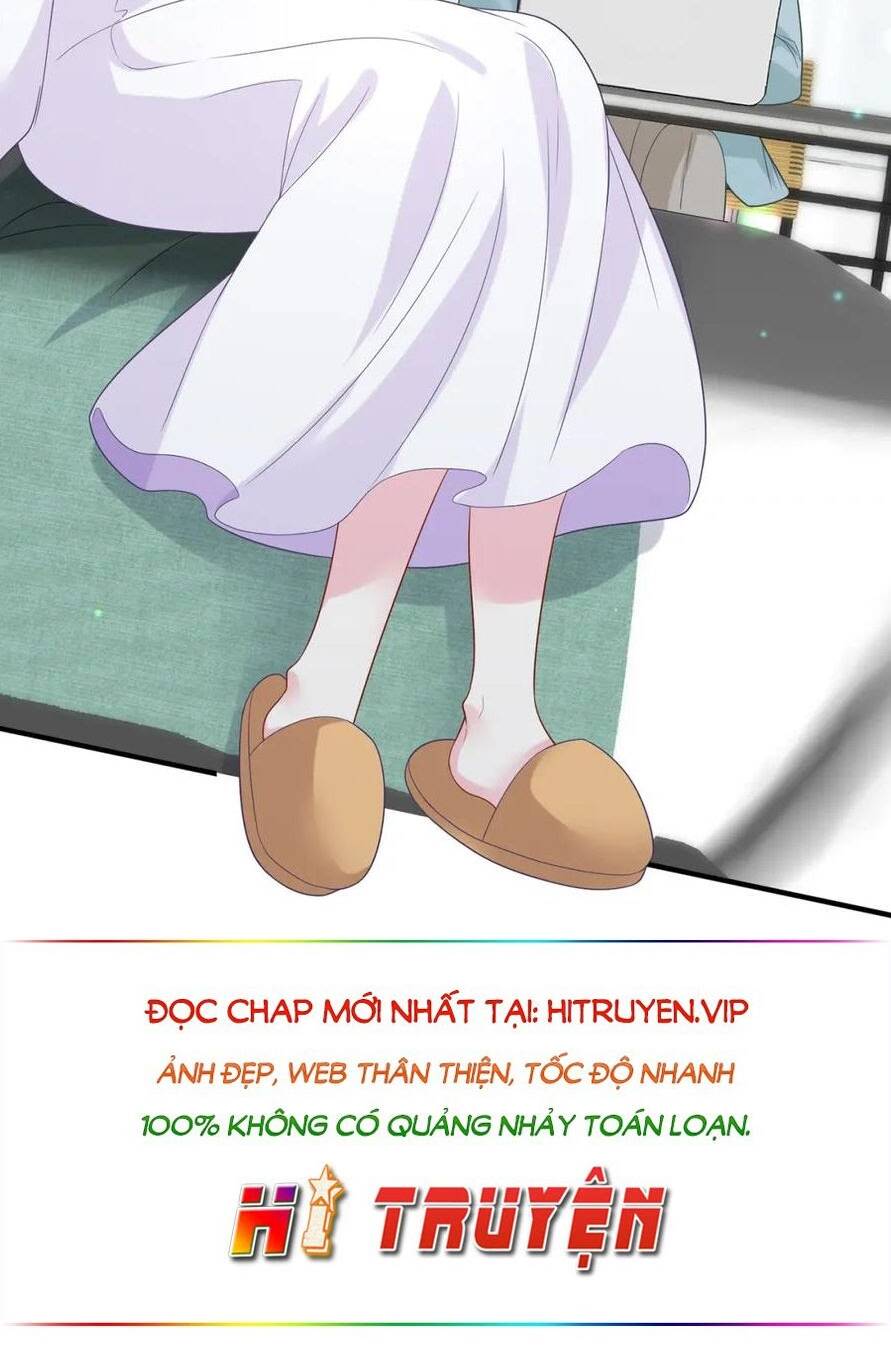 ĐỌC CHAP MỚI NHẤT TẠI: HITRUYEN.VIP
ẢNH ĐẸP, WEB THÂN THIỆN, TỐC ĐỘ NHANH
100% KHÔNG CÓ QUẢNG NHẢY TOÁN LOẠN.
HI TRUYỆN